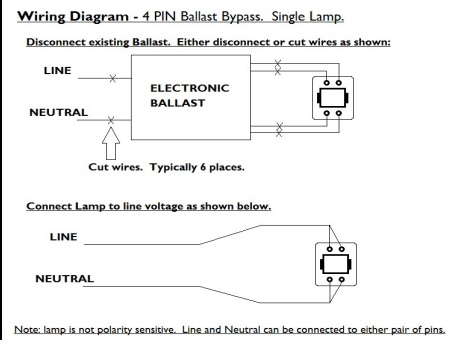 Wiring Diagram - 4 PIN Ballast Bypass. Single Lamp.
Disconnect existing Ballast. Either disconnect or cut wires as shown:
LINE
ELECTRONIC
BALLAST
NEUTRAL
Cut wires. Typically 6 places.
Connect Lamp to line voltage as shown below.
LINE
NEUTRAL
Note: lamp is not polarity sensitive. Line and Neutral can be connected to either pair of pins.